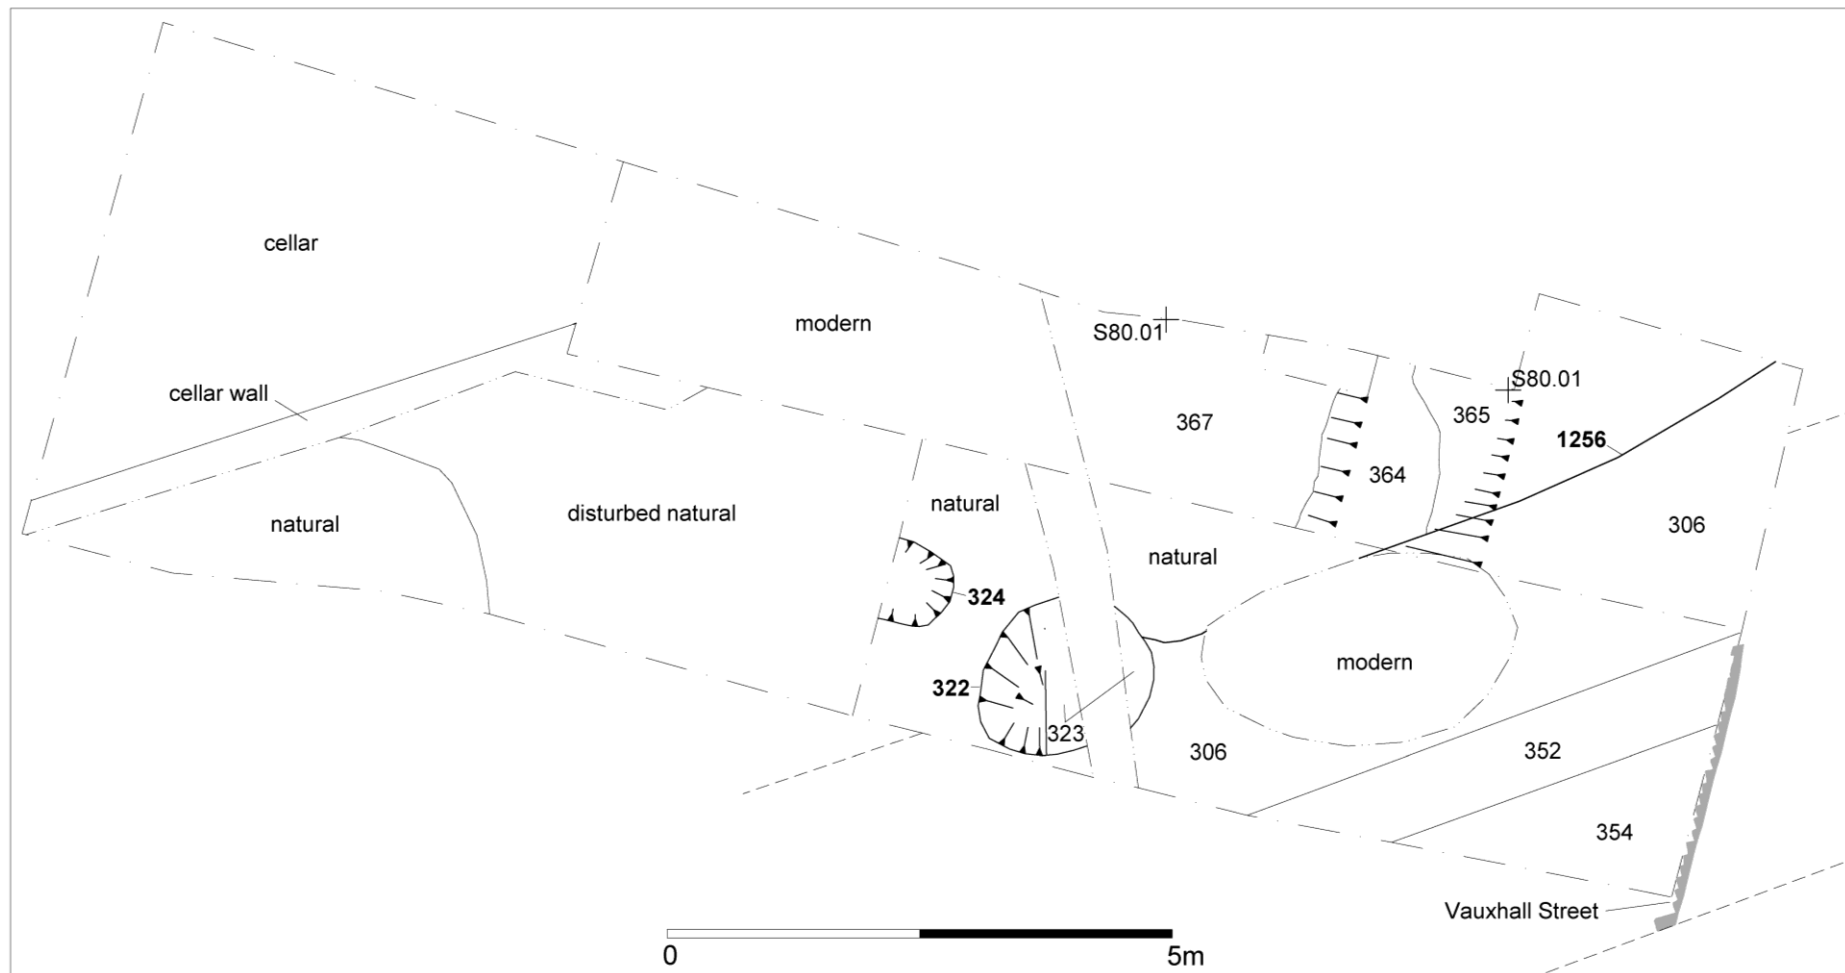 cellar
modern
S80.01
S80.01
cellar wall
367
365
1256
364
natural
disturbed natural
natural
natural
306
324
322
323
modern
306
352
354
Vauxhall Street
0
5m